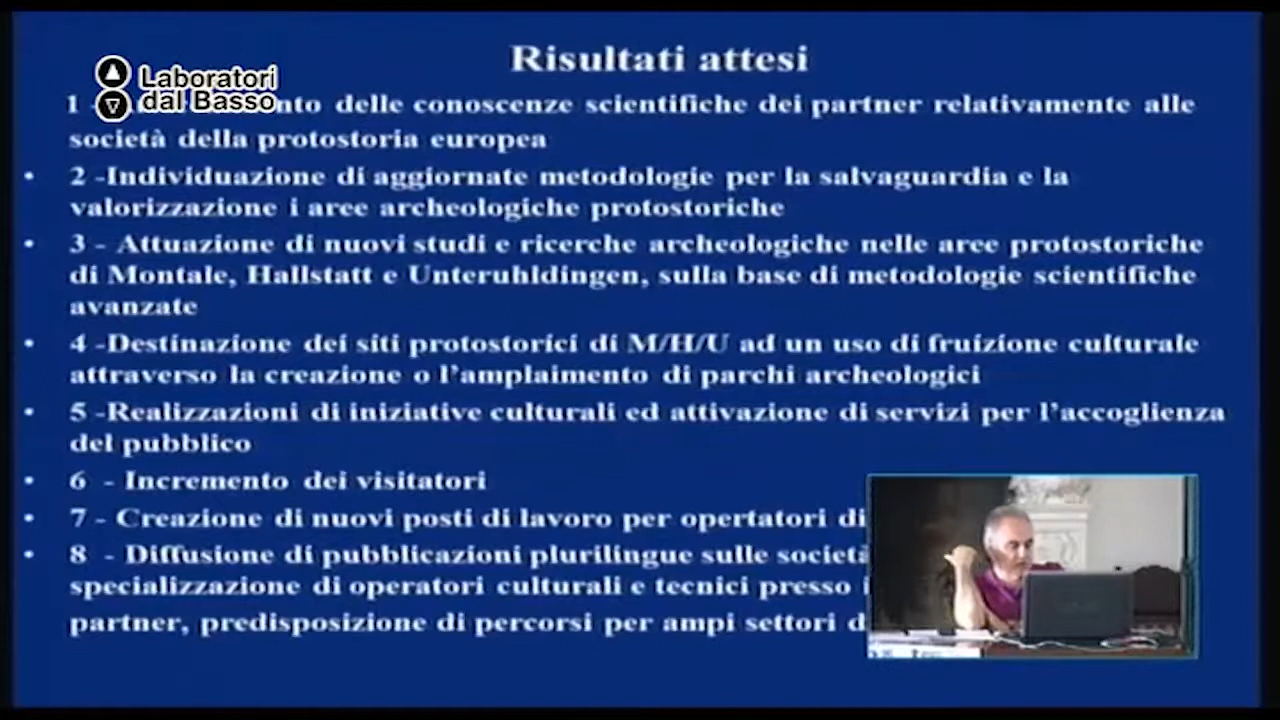 Risultati attesi
Laboratori
dal Basso
1 - nto delle conoscenze scientifiche dei partner relativamente alle
società della protostoria europea
• 2 -Individuazione di aggiornate metodologie per la salvaguardia e la
valorizzazione i aree archeologiche protostoriche
• 3 - Attuazione di nuovi studi e ricerche archeologiche nelle aree protostoriche
di Montale, Hallstatt e Unteruhldingen, sulla base di metodologie scientifiche
avanzate
• 4 -Destinazione dei siti protostorici di M/H/U ad un uso di fruizione culturale
attraverso la creazione o l’amplaimento di parchi archeologici
• 5 -Realizzazioni di iniziative culturali ed attivazione di servizi per l’accoglienza
del pubblico
• 6 - Incremento dei visitatori
• 7 - Creazione di nuovi posti di lavoro per opertatori di
• 8 - Diffusione di pubblicazioni plurilingue sulle società
specializzazione di operatori culturali e tecnici presso i
partner, predisposizione di percorsi per ampi settori d